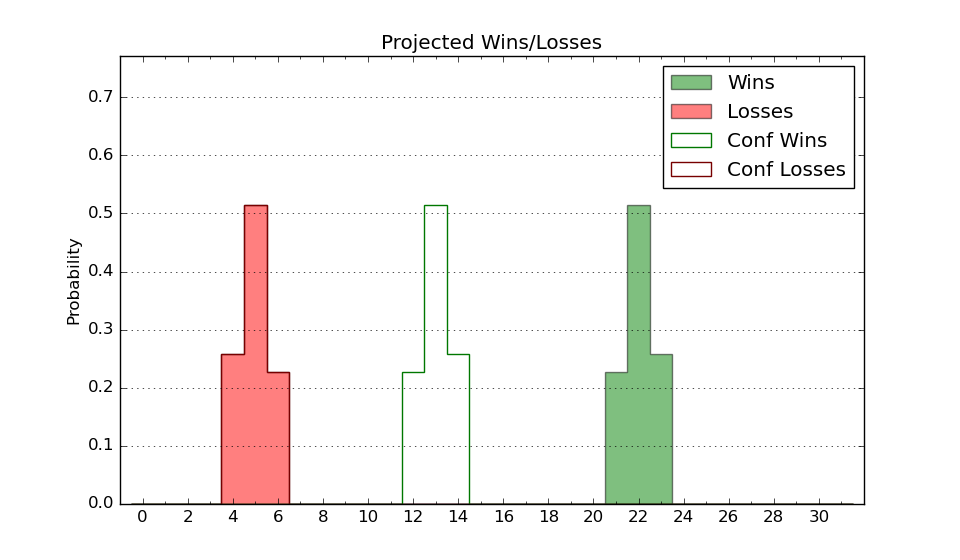 Projected Wins/Losses
Wins
Losses
Conf Wins
Conf Losses
Probability
0.7
0.6
0.5
0.4
0.3
0.2
0.1
0.0
0 2 4 6 8 10 12 14 16 18 20 22 24 26 28 30